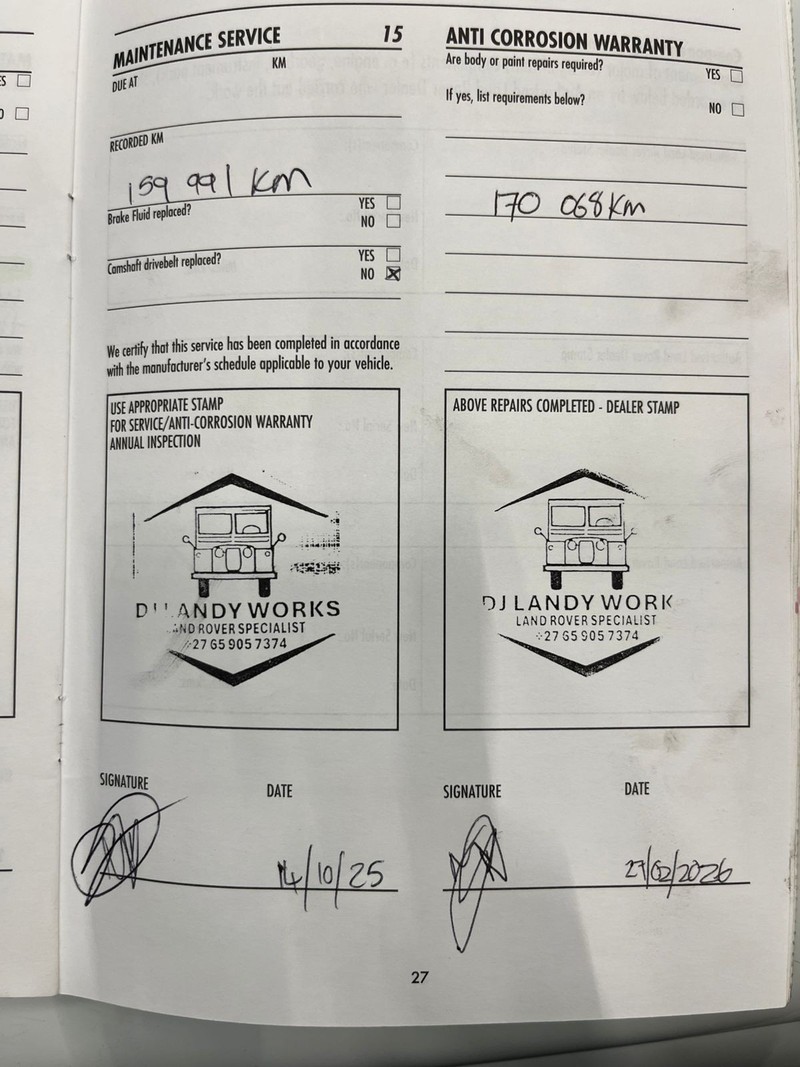 MAINTENANCE SERVICE 15
DUE AT KM
RECORDED KM
159 991 KM
Brake Fluid replaced? YES
NO
Camshaft drivebelt replaced? YES
NO
We certify that this service has been completed in accordance
with the manufacturer's schedule applicable to your vehicle.
USE APPROPRIATE STAMP
FOR SERVICE/ANTI-CORROSION WARRANTY
ANNUAL INSPECTION
LANDY WORKS
LAND ROVER SPECIALIST
+27 65 905 7374
SIGNATURE DATE
14/10/25
ANTI CORROSION WARRANTY
Are body or paint repairs required? YES
If yes, list requirements below? NO
170 068 KM
ABOVE REPAIRS COMPLETED - DEALER STAMP
DJ LANDY WORK
LAND ROVER SPECIALIST
+27 65 905 7374
SIGNATURE DATE
27/02/2026
27